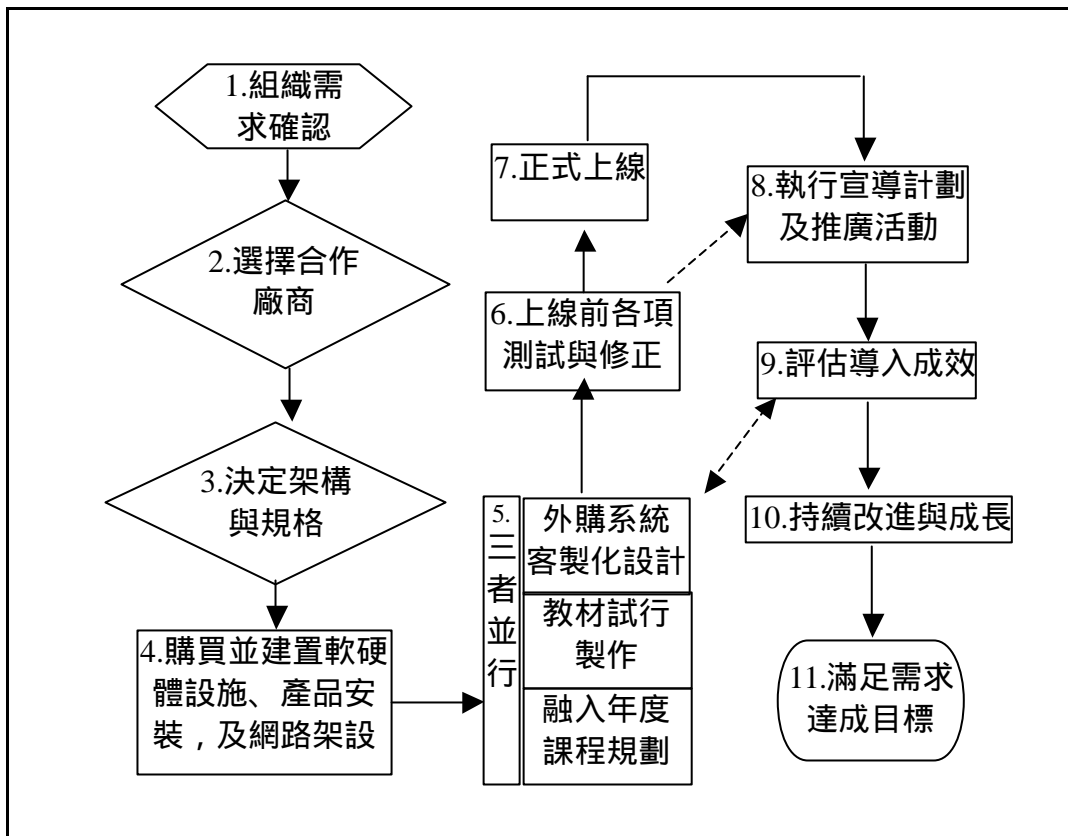 1.組織需
求確認
2.選擇合作
廠商
3.決定架構
與規格
4.購買並建置軟硬
體設施、產品安
裝，及網路架設
5.
三
者
並
行
外購系統
客製化設計
教材試行
製作
融入年度
課程規劃
6.上線前各項
測試與修正
7.正式上線
8.執行宣導計劃
及推廣活動
9.評估導入成效
10.持續改進與成長
11.滿足需求
達成目標